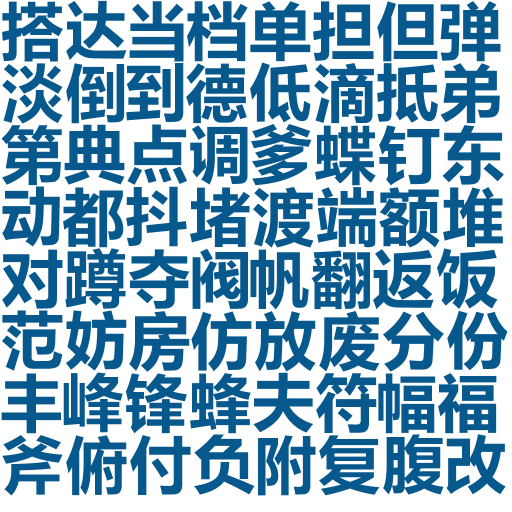 搭达当档单担但弹
淡倒到德低滴抵弟
第典点调爹蝶钉东
动都抖堵渡端额堆
对蹲夺阀帆翻返饭
范妨房仿放废分份
丰峰锋蜂夫符幅福
斧俯付负附复腹改